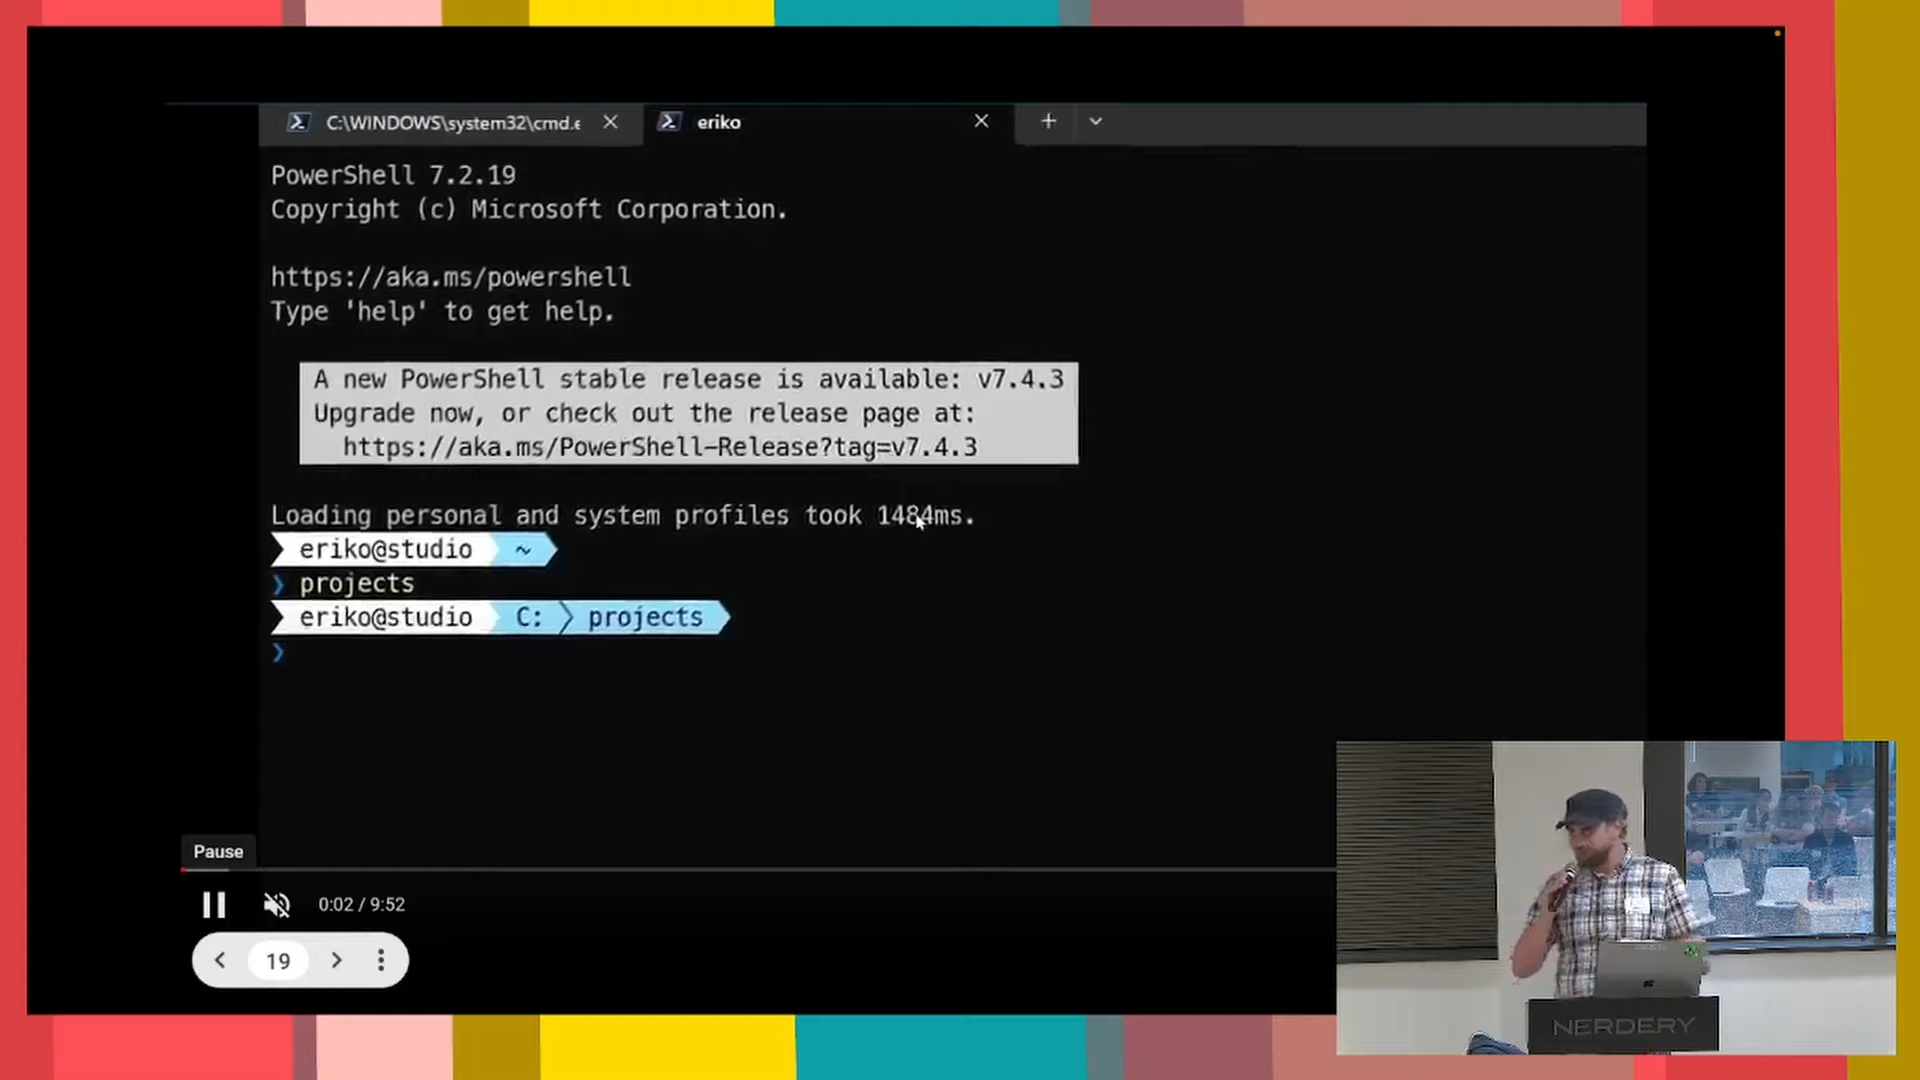 C:\WINDOWS\system32\cmd.e
eriko
PowerShell 7.2.19
Copyright (c) Microsoft Corporation.
https://aka.ms/powershell
Type 'help' to get help.
A new PowerShell stable release is available: v7.4.3
Upgrade now, or check out the release page at:
https://aka.ms/PowerShell-Release?tag=v7.4.3
Loading personal and system profiles took 1484ms.
eriko@studio ~
❯ projects
eriko@studio C: projects
❯
Pause
0:02 / 9:52
19
NERDERY